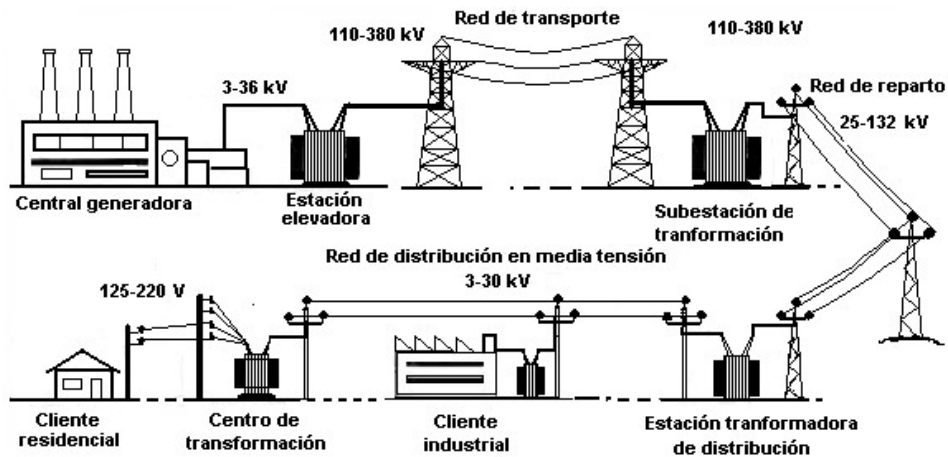 Red de transporte
110-380 kV
110-380 kV
3-36 kV
Red de reparto
25-132 kV
Central generadora
Estación
elevadora
Subestación de
tranformación
Red de distribución en media tensión
3-30 kV
125-220 V
Cliente
residencial
Centro de
transformación
Cliente
industrial
Estación tranformadora
de distribución